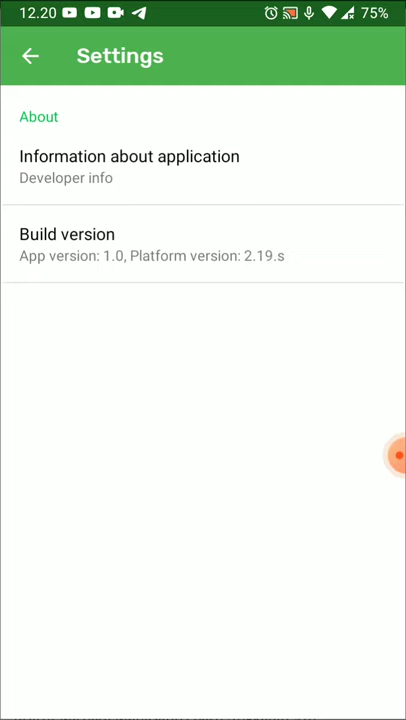 12.20
75%
Settings
About
Information about application
Developer info
Build version
App version: 1.0, Platform version: 2.19.s